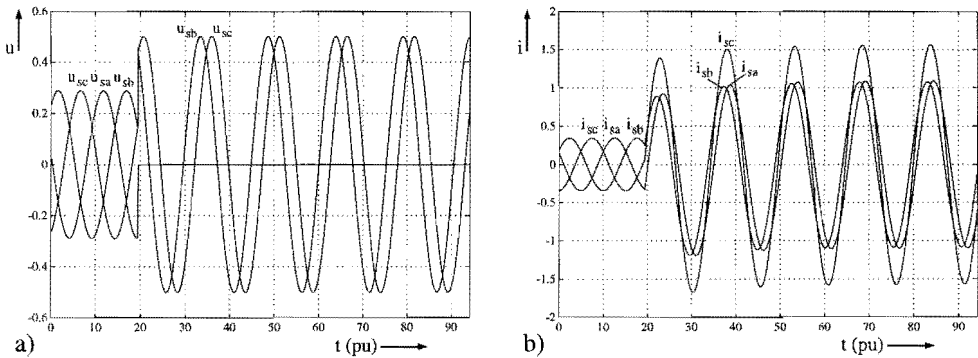 u
0.6
0.4
0.2
0
-0.2
-0.4
-0.6
u_sb u_sc
u_sc u_sa u_sb
0 10 20 30 40 50 60 70 80 90
a)
t (pu)
i
2
1.5
1
0.5
0
-0.5
-1
-1.5
-2
i_sc
i_sb i_sa
i_sc i_sa i_sb
0 10 20 30 40 50 60 70 80 90
b)
t (pu)